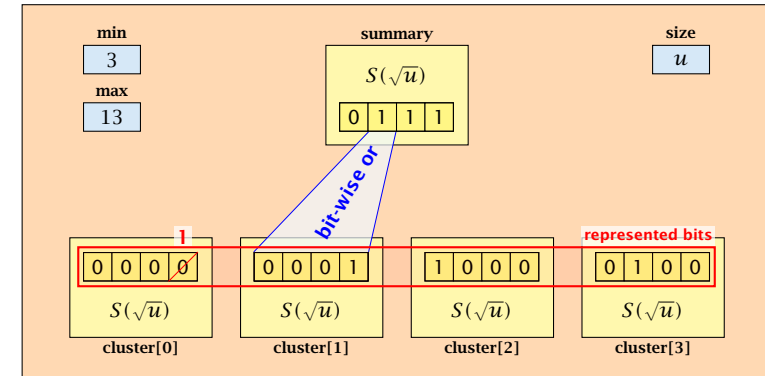 min
summary
size
3
S(√u)
u
max
13
0 1 1 1
bit-wise or
1
represented bits
0 0 0 0
0 0 0 1
1 0 0 0
0 1 0 0
S(√u)
S(√u)
S(√u)
S(√u)
cluster[0]
cluster[1]
cluster[2]
cluster[3]